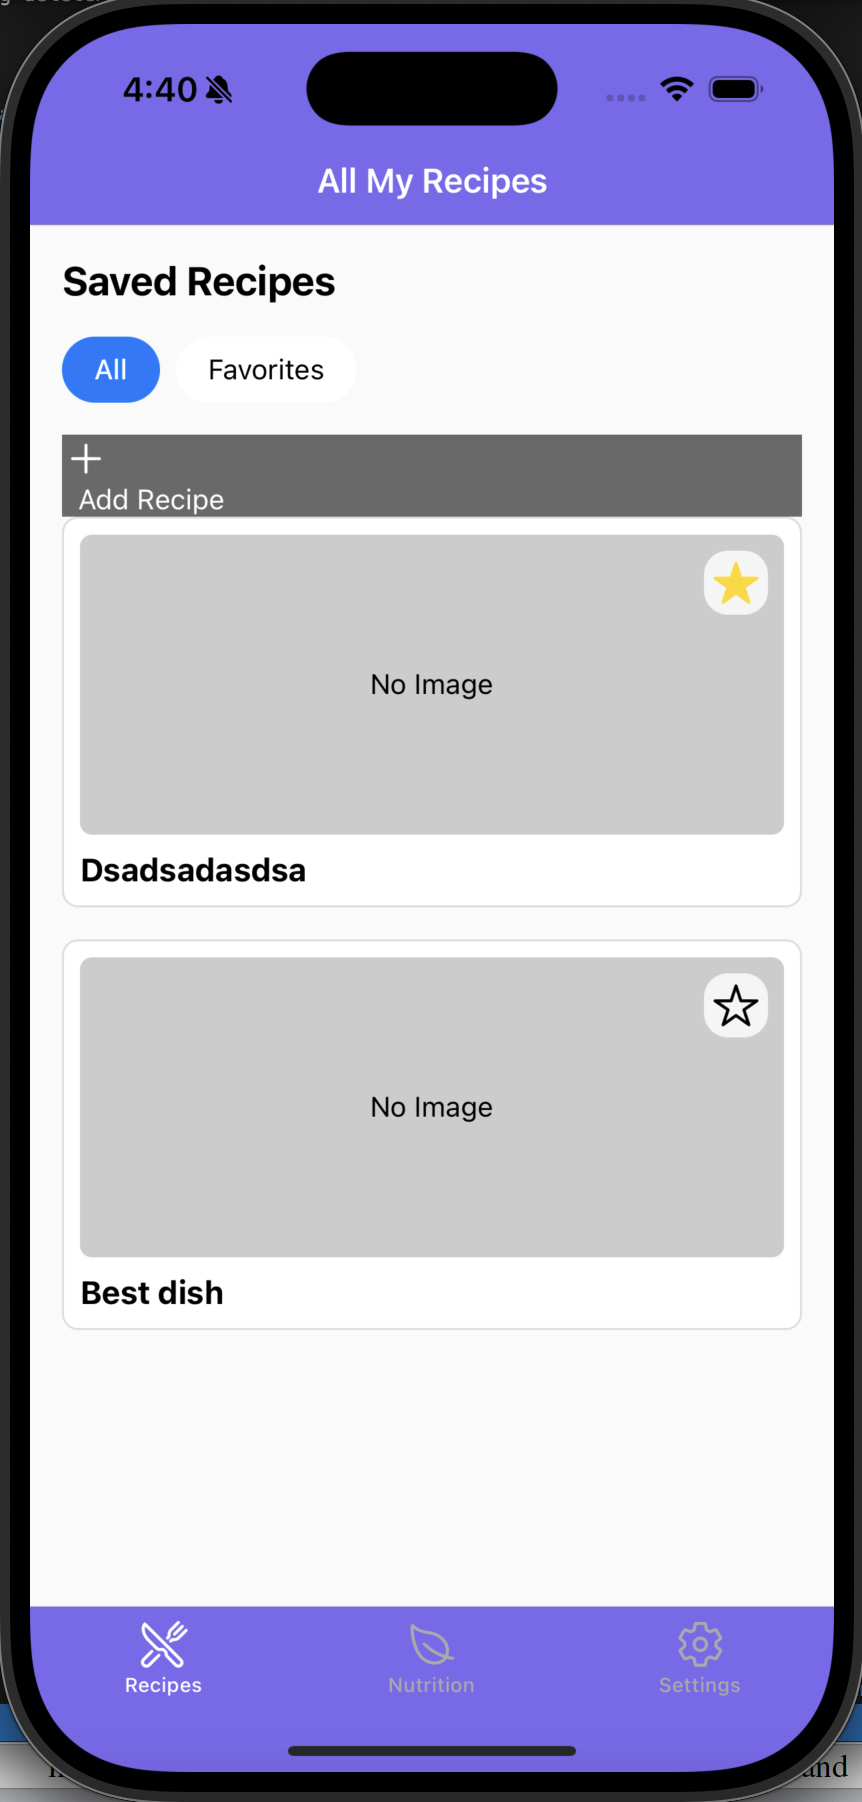 4:40
All My Recipes
Saved Recipes
All
Favorites
Add Recipe
No Image
Dsadsadasdsa
No Image
Best dish
Recipes
Nutrition
Settings
and